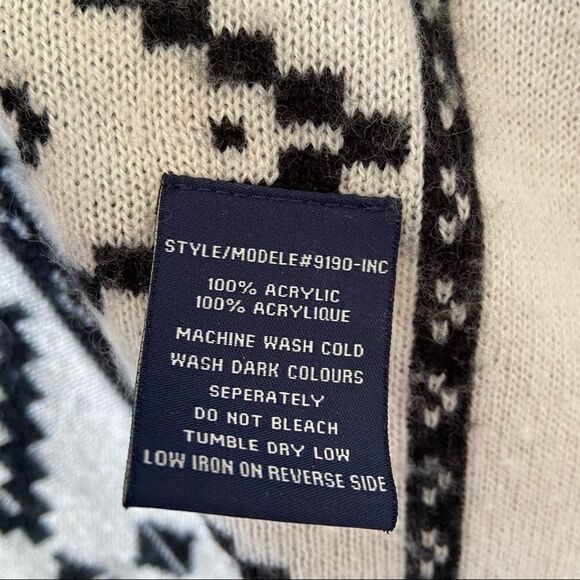 STYLE/MODELE#9190-INC
100% ACRYLIC
100% ACRYLIQUE
MACHINE WASH COLD
WASH DARK COLOURS
SEPERATELY
DO NOT BLEACH
TUMBLE DRY LOW
LOW IRON ON REVERSE SIDE